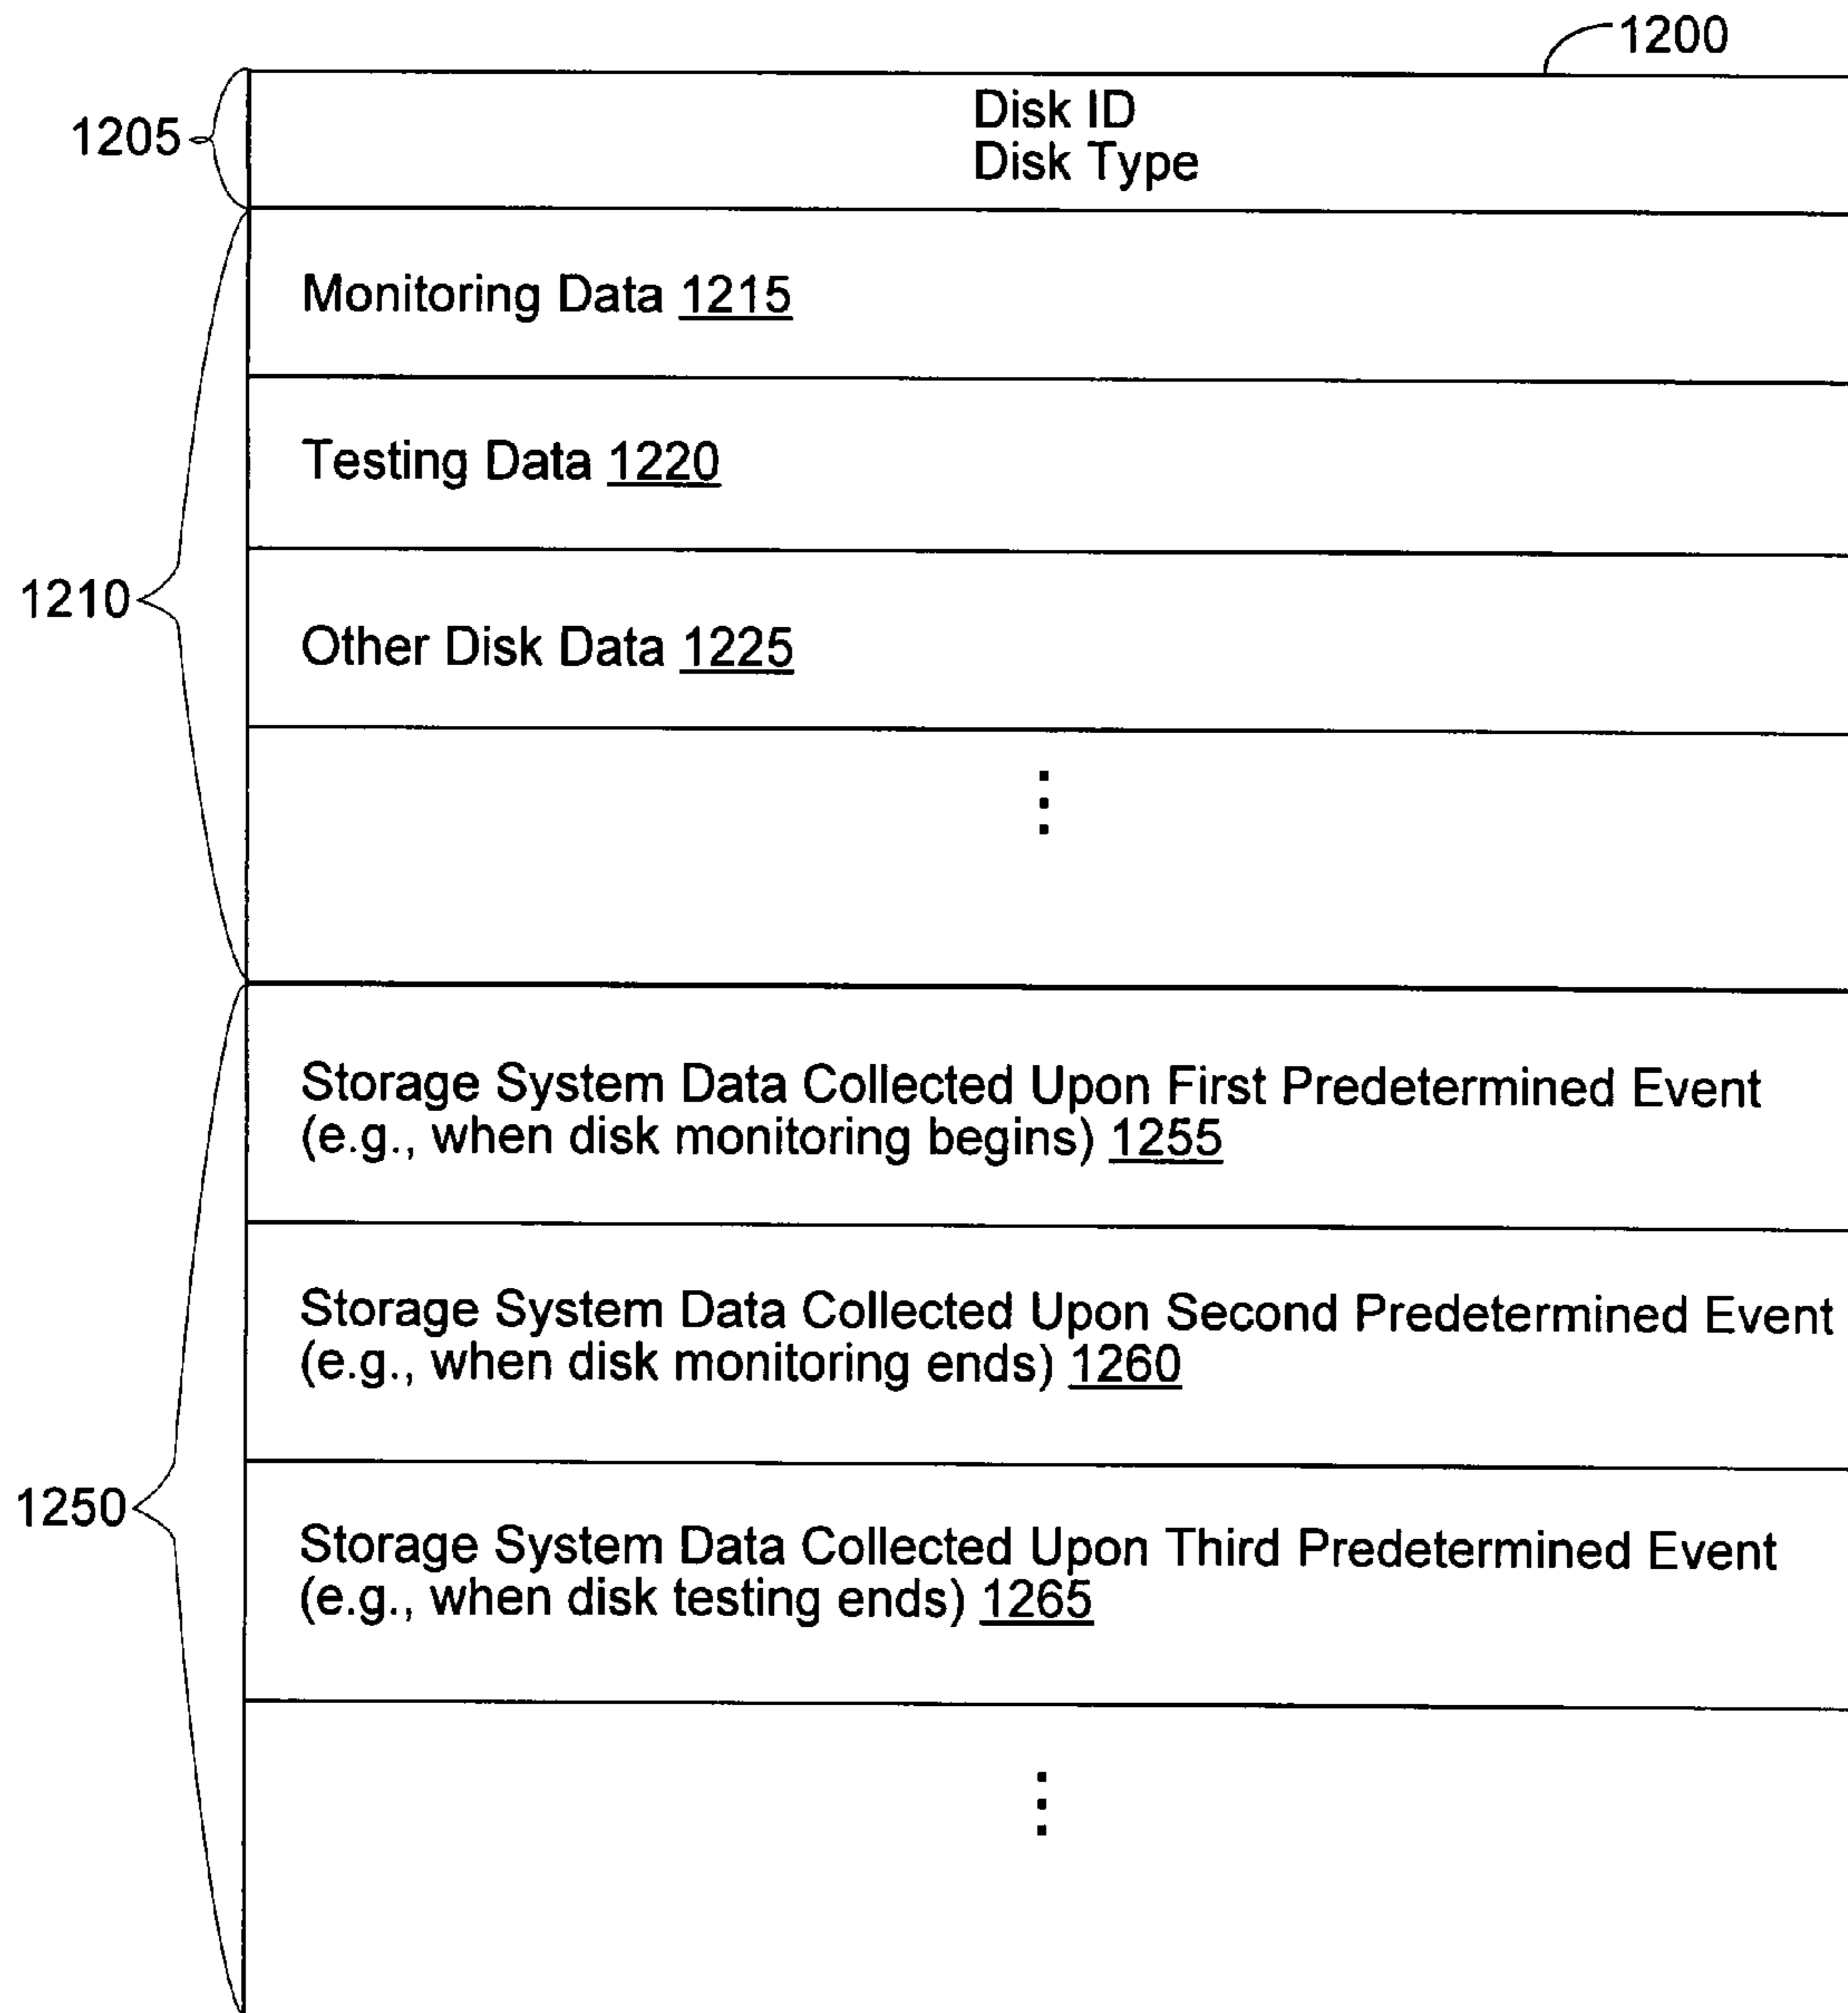 1200
1205
Disk ID
Disk Type
Monitoring Data 1215
Testing Data 1220
1210
Other Disk Data 1225
⋮
Storage System Data Collected Upon First Predetermined Event
(e.g., when disk monitoring begins) 1255
Storage System Data Collected Upon Second Predetermined Event
(e.g., when disk monitoring ends) 1260
1250
Storage System Data Collected Upon Third Predetermined Event
(e.g., when disk testing ends) 1265
⋮